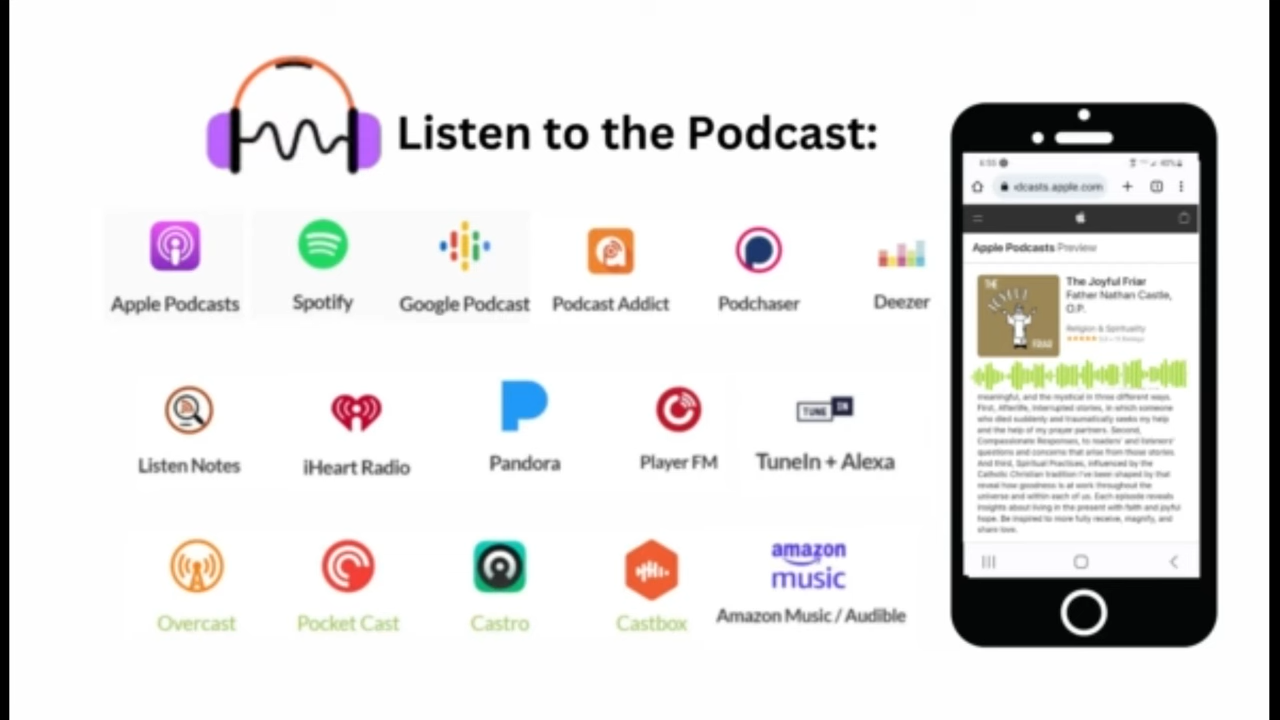 Listen to the Podcast:
Apple Podcasts
Spotify
Google Podcast
Podcast Addict
Podchaser
Deezer
Listen Notes
iHeart Radio
Pandora
Player FM
TUNE IN
TuneIn + Alexa
Overcast
Pocket Cast
Castro
Castbox
amazon
music
Amazon Music / Audible
dcasts.apple.com
Apple Podcasts Preview
THE
JOYFUL
FRIAR
The Joyful Friar
Father Nathan Castle,
O.P.
Religion & Spirituality
meaningful, and the mystical in three different ways.
First, Afterlife, Interrupted stories, in which someone
who died suddenly and traumatically seeks my help
and the help of my prayer partners. Second,
Compassionate Responses, to readers' and listeners'
questions and concerns that arise from those stories.
And third, Spiritual Practices, influenced by the
Catholic Christian tradition I've been shaped by that
reveal how goodness is at work throughout the
universe and within each of us. Each episode reveals
insights about living in the present with faith and joyful
hope. Be inspired to more fully receive, magnify, and
share love.